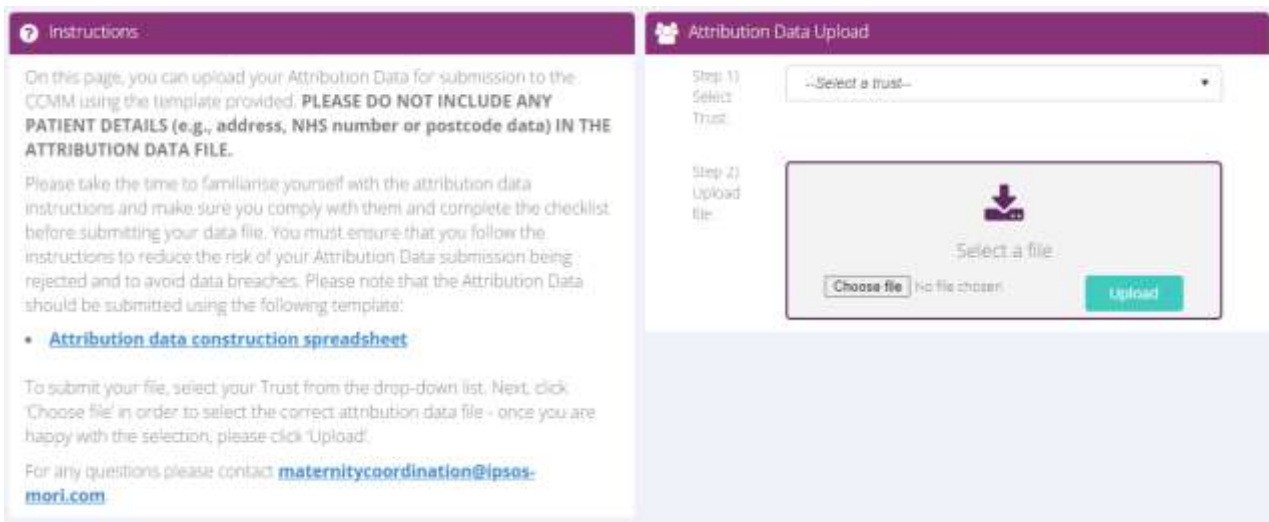 Instructions
On this page, you can upload your Attribution Data for submission to the
CCMM using the template provided. PLEASE DO NOT INCLUDE ANY
PATIENT DETAILS (e.g., address, NHS number or postcode data) IN THE
ATTRIBUTION DATA FILE.
Please take the time to familiarise yourself with the attribution data
instructions and make sure you comply with them and complete the checklist
before submitting your data file. You must ensure that you follow the
instructions to reduce the risk of your Attribution Data submission being
rejected and to avoid data breaches. Please note that the Attribution Data
should be submitted using the following template:
• Attribution data construction spreadsheet
To submit your file, select your Trust from the drop-down list. Next, click
'Choose file' in order to select the correct attribution data file - once you are
happy with the selection, please click 'Upload'.
For any questions please contact maternitycoordination@ipsos-
mori.com
Attribution Data Upload
Step 1)
Select
Trust:
--Select a trust--
Step 2)
Upload
file:
Select a file
Choose file No file chosen
Upload